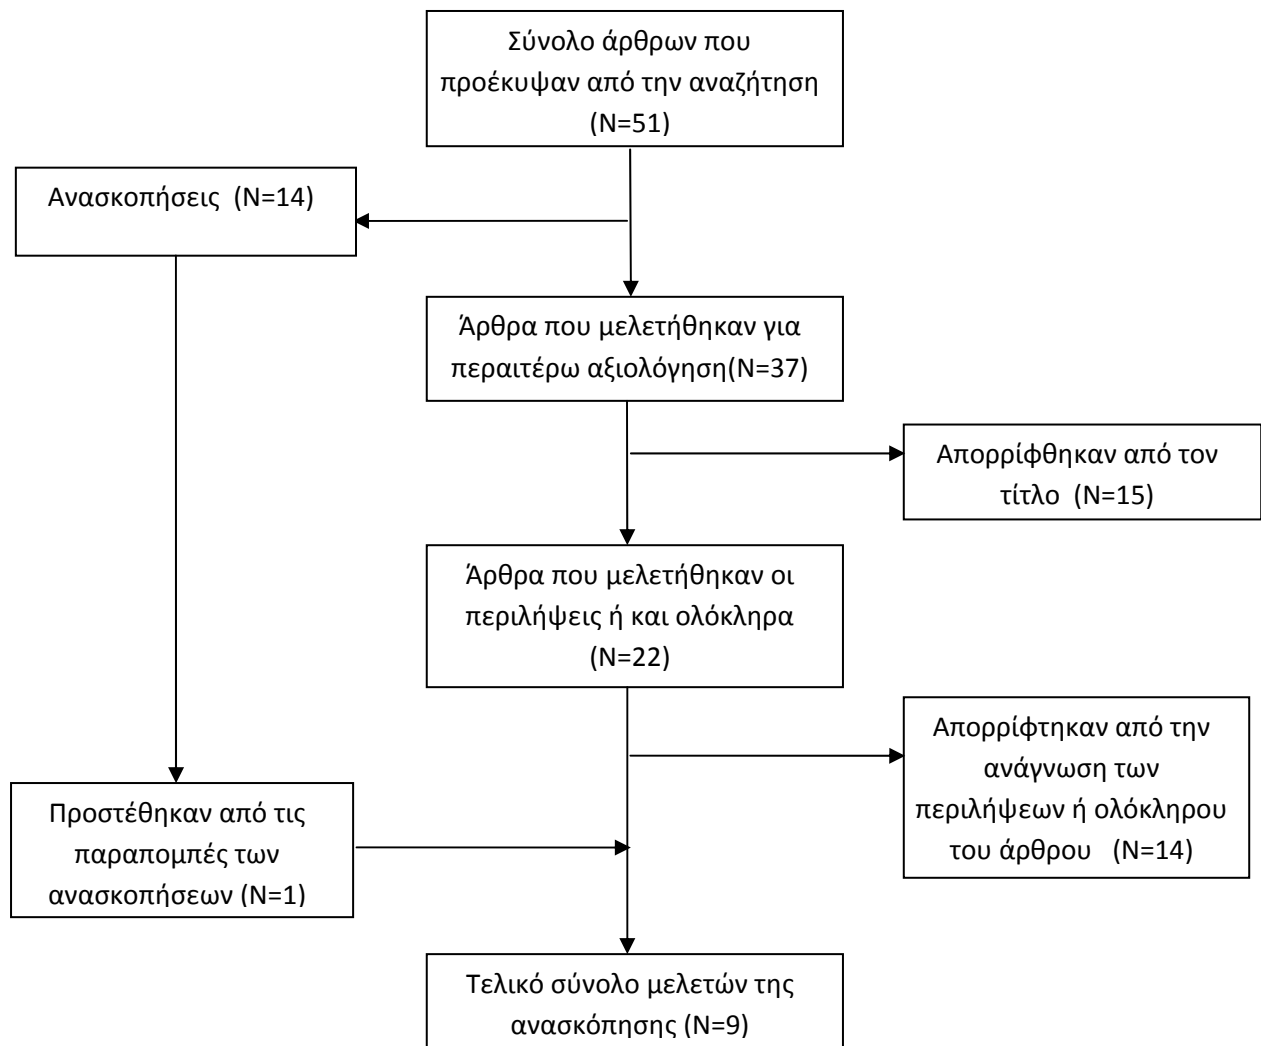 Σύνολο άρθρων που
προέκυψαν από την αναζήτηση
(N=51)
Ανασκοπήσεις (N=14)
Άρθρα που μελετήθηκαν για
περαιτέρω αξιολόγηση(N=37)
Απορρίφθηκαν από τον
τίτλο (N=15)
Άρθρα που μελετήθηκαν οι
περιλήψεις ή και ολόκληρα
(N=22)
Απορρίφτηκαν από την
ανάγνωση των
περιλήψεων ή ολόκληρου
του άρθρου (N=14)
Προστέθηκαν από τις
παραπομπές των
ανασκοπήσεων (N=1)
Τελικό σύνολο μελετών της
ανασκόπησης (N=9)